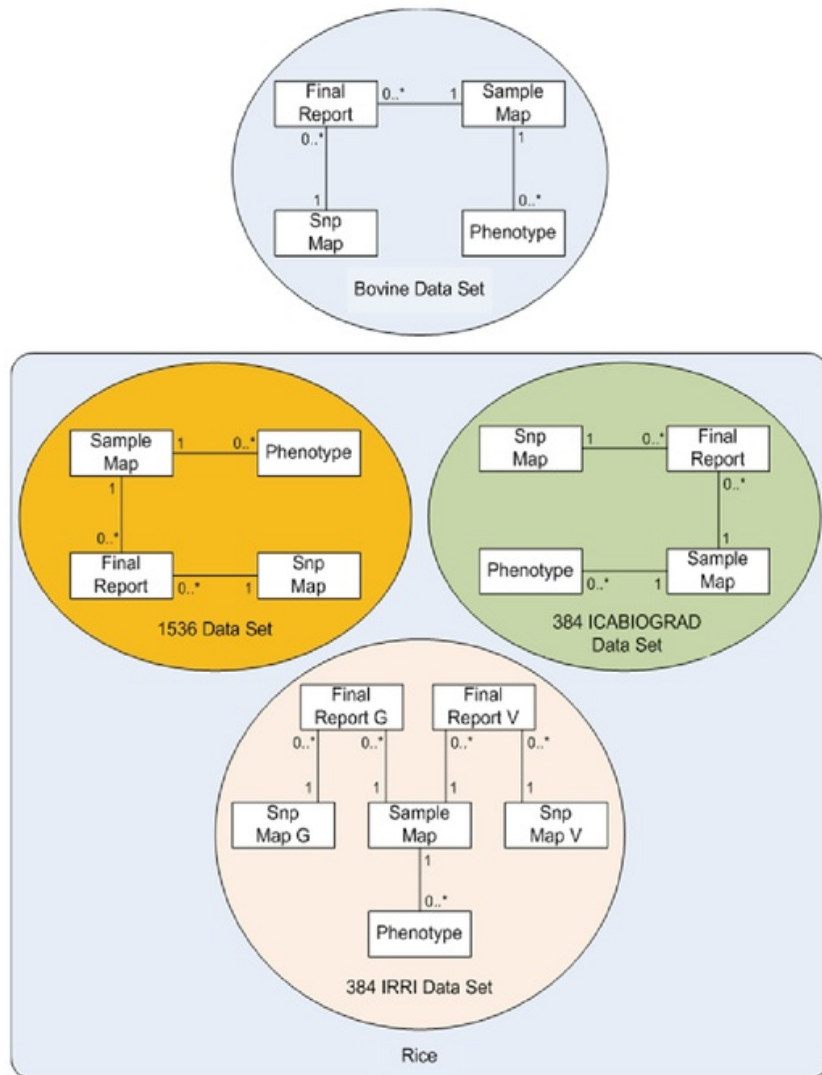 Final
Report
0..*
1
Sample
Map
0..*
1
1
0..*
Snp
Map
Phenotype
Bovine Data Set
Sample
Map
1
0..*
Phenotype
1
0..*
Final
Report
0..*
1
Snp
Map
1536 Data Set
Snp
Map
1
0..*
Final
Report
0..*
1
Phenotype
0..*
1
Sample
Map
384 ICABIOGRAD
Data Set
Final
Report G
Final
Report V
0..*
0..*
0..*
0..*
1
1
1
1
Snp
Map G
Sample
Map
Snp
Map V
1
0..*
Phenotype
384 IRRI Data Set
Rice